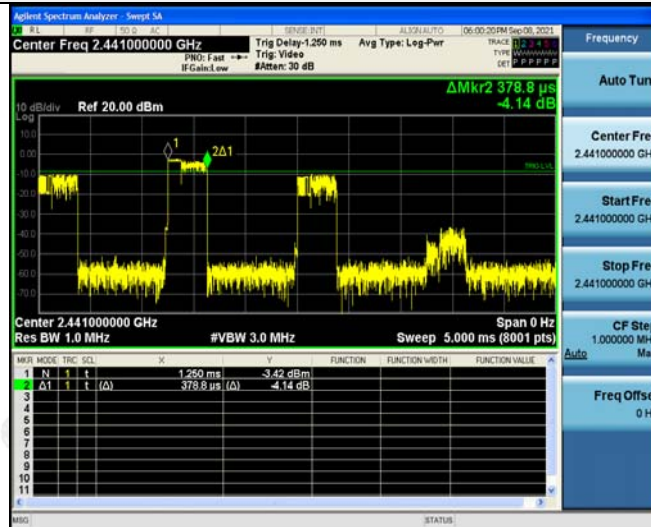 Agilent Spectrum Analyzer - Swept SA
RL RF 50 Ω AC SENSE:INT ALIGNAUTO 06:00:20 PM Sep 08, 2021
Center Freq 2.441000000 GHz
PNO: Fast
IFGain:Low
Trig Delay-1.250 ms
Trig: Video
#Atten: 30 dB
Avg Type: Log-Pwr
TRACE 1 2 3 4 5 6
TYPE
DET P P P P P P
ΔMkr2 378.8 µs
-4.14 dB
10 dB/div Ref 20.00 dBm
Log
10.0
0.00
-10.0
-20.0
-30.0
-40.0
-50.0
-60.0
-70.0
1
2Δ1
TRIG LVL
Center 2.441000000 GHz Span 0 Hz
Res BW 1.0 MHz #VBW 3.0 MHz Sweep 5.000 ms (8001 pts)
MKR MODE TRC SCL X Y FUNCTION FUNCTION WIDTH FUNCTION VALUE
1 N 1 t 1.250 ms -3.42 dBm
2 Δ1 1 t (Δ) 378.8 µs (Δ) -4.14 dB
3
4
5
6
7
8
9
10
11
MSG STATUS
Frequency
Auto Tun
Center Fre
2.441000000 GH
Start Fre
2.441000000 GH
Stop Fre
2.441000000 GH
CF Ste
1.000000 MH
Auto Ma
Freq Offse
0 H